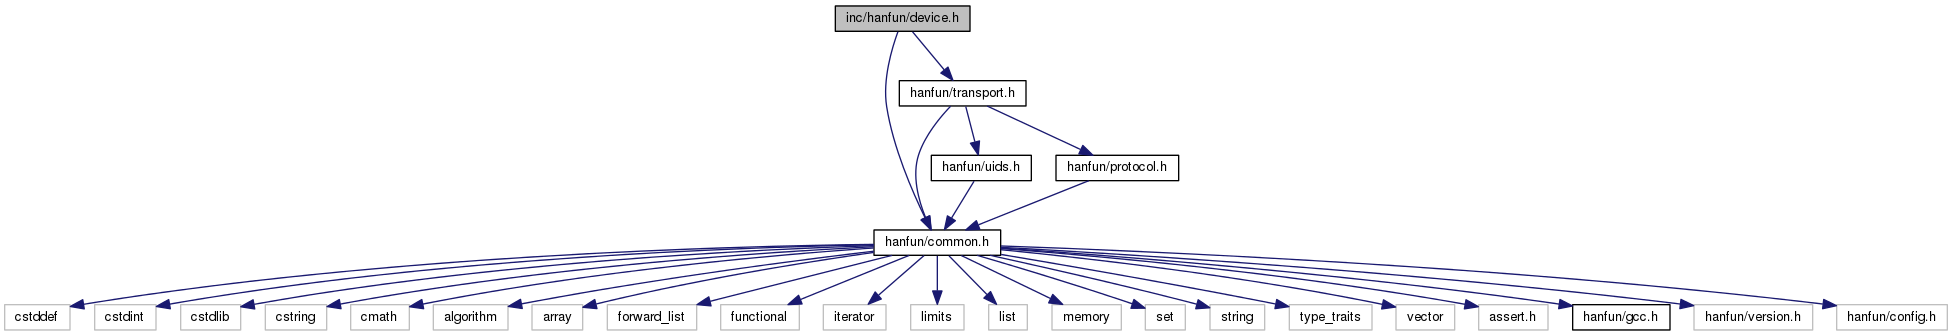 inc/hanfun/device.h
hanfun/transport.h
hanfun/uids.h
hanfun/protocol.h
hanfun/common.h
cstddef
cstdint
cstdlib
cstring
cmath
algorithm
array
forward_list
functional
iterator
limits
list
memory
set
string
type_traits
vector
assert.h
hanfun/gcc.h
hanfun/version.h
hanfun/config.h